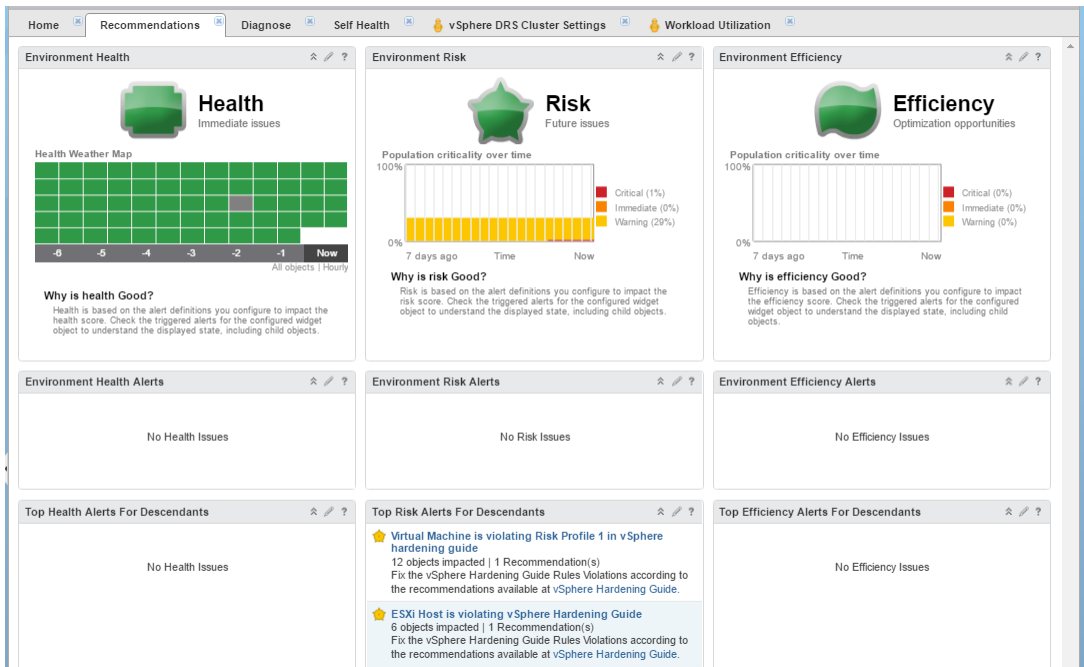 Home
Recommendations
Diagnose
Self Health
vSphere DRS Cluster Settings
Workload Utilization
Environment Health
?
Health
Immediate issues
Health Weather Map
-6 -5 -4 -3 -2 -1 Now
All objects | Hourly
Why is health Good?
Health is based on the alert definitions you configure to impact the
health score. Check the triggered alerts for the configured widget
object to understand the displayed state, including child objects.
Environment Risk
?
Risk
Future issues
Population criticality over time
100%
0%
Critical (1%)
Immediate (0%)
Warning (29%)
7 days ago Time Now
Why is risk Good?
Risk is based on the alert definitions you configure to impact the
risk score. Check the triggered alerts for the configured widget
object to understand the displayed state, including child objects.
Environment Efficiency
?
Efficiency
Optimization opportunities
Population criticality over time
100%
0%
Critical (0%)
Immediate (0%)
Warning (0%)
7 days ago Time Now
Why is efficiency Good?
Efficiency is based on the alert definitions you configure to impact
the efficiency score. Check the triggered alerts for the configured
widget object to understand the displayed state, including child
objects.
Environment Health Alerts
?
No Health Issues
Environment Risk Alerts
?
No Risk Issues
Environment Efficiency Alerts
?
No Efficiency Issues
Top Health Alerts For Descendants
?
No Health Issues
Top Risk Alerts For Descendants
?
Virtual Machine is violating Risk Profile 1 in vSphere
hardening guide
12 objects impacted | 1 Recommendation(s)
Fix the vSphere Hardening Guide Rules Violations according to
the recommendations available at vSphere Hardening Guide.
ESXi Host is violating vSphere Hardening Guide
6 objects impacted | 1 Recommendation(s)
Fix the vSphere Hardening Guide Rules Violations according to
the recommendations available at vSphere Hardening Guide.
Top Efficiency Alerts For Descendants
?
No Efficiency Issues